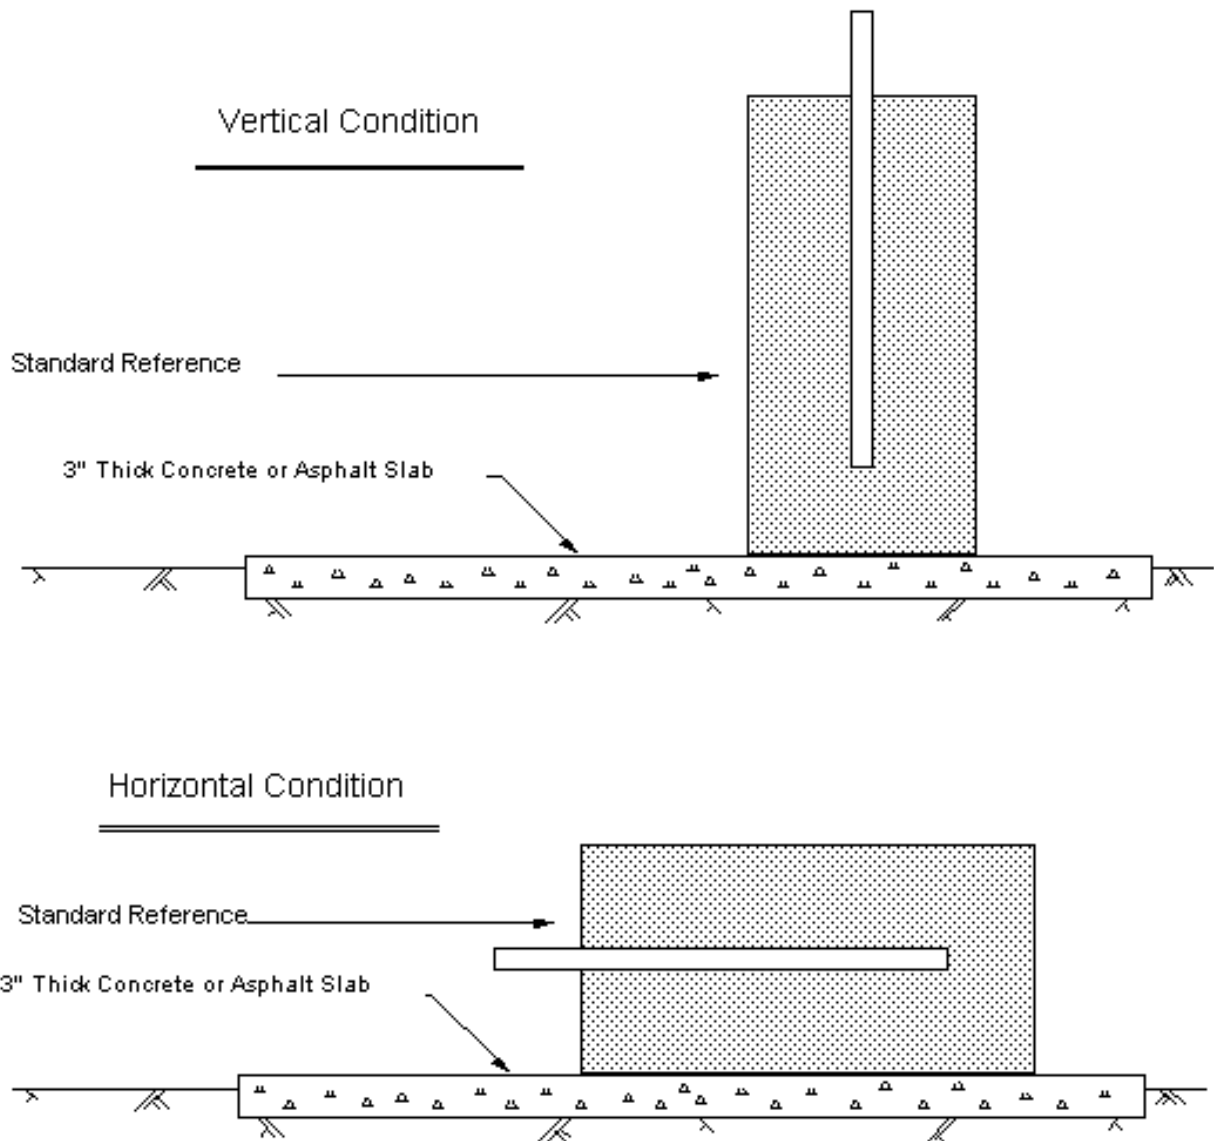 Vertical Condition
Standard Reference
3" Thick Concrete or Asphalt Slab
Horizontal Condition
Standard Reference
3" Thick Concrete or Asphalt Slab